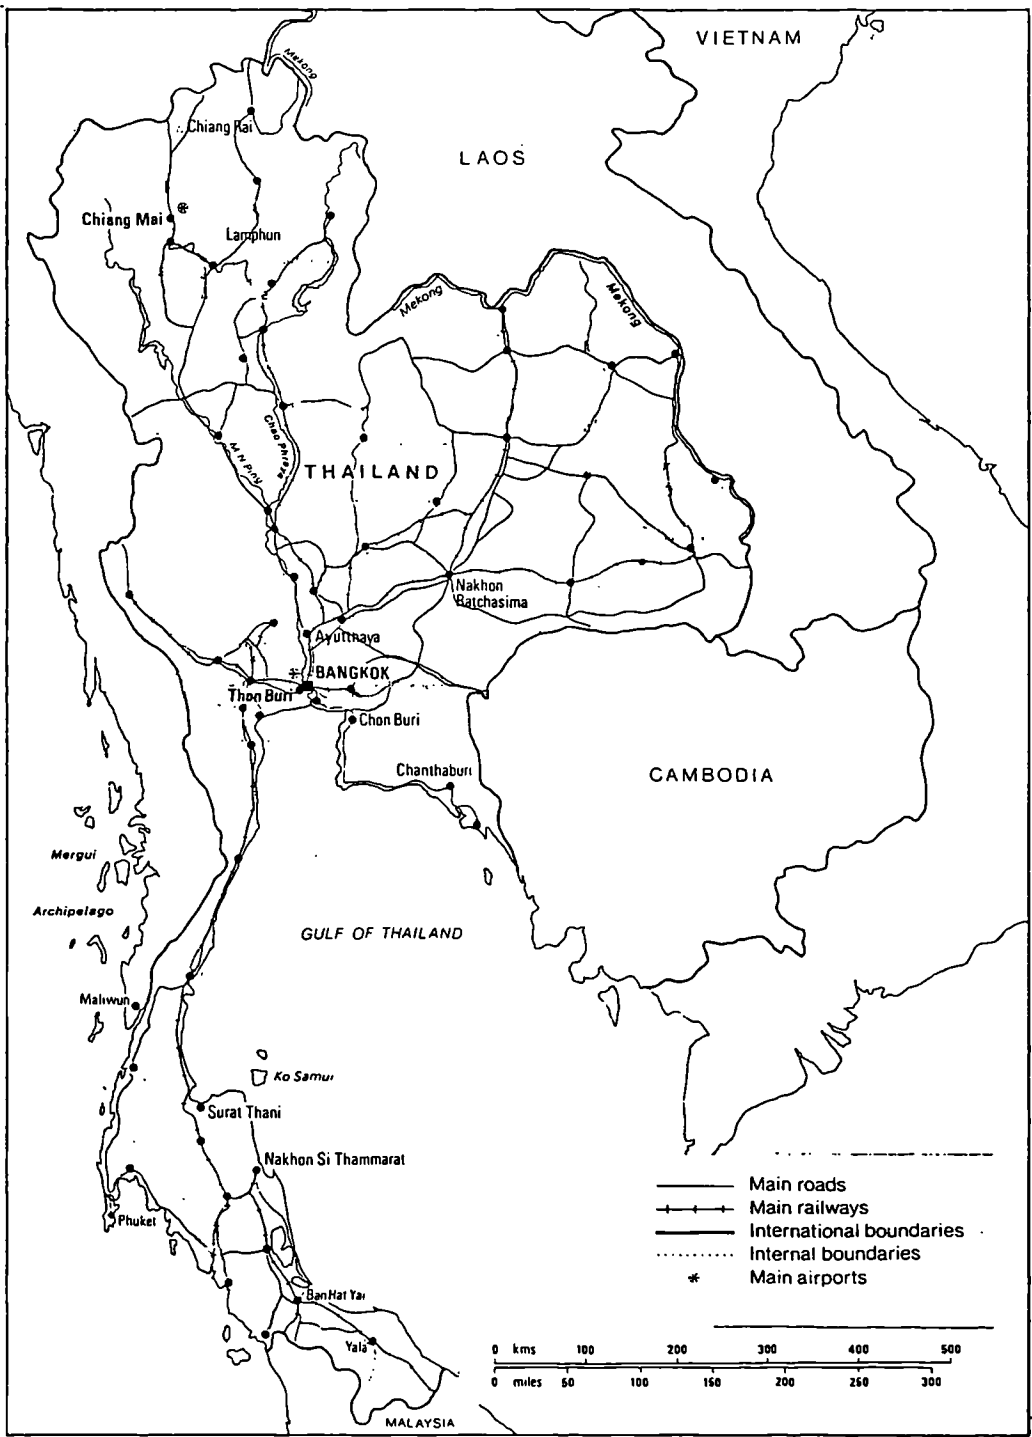 VIETNAM
Mekong
Chiang Rai
LAOS
Chiang Mai
Lamphun
Mekong
Mekong
Chao Phraya
M N Piny
THAILAND
Nakhon
Ratchasima
Ayutthaya
BANGKOK
Thon Buri
Chon Buri
Chanthaburi
CAMBODIA
Mergui
Archipelago
GULF OF THAILAND
Maliwun
Ko Samui
Surat Thani
Nakhon Si Thammarat
Phuket
Ban Hat Yai
Yala
MALAYSIA
Main roads
Main railways
International boundaries
Internal boundaries
Main airports
0 kms 100 200 300 400 500
0 miles 50 100 150 200 250 300